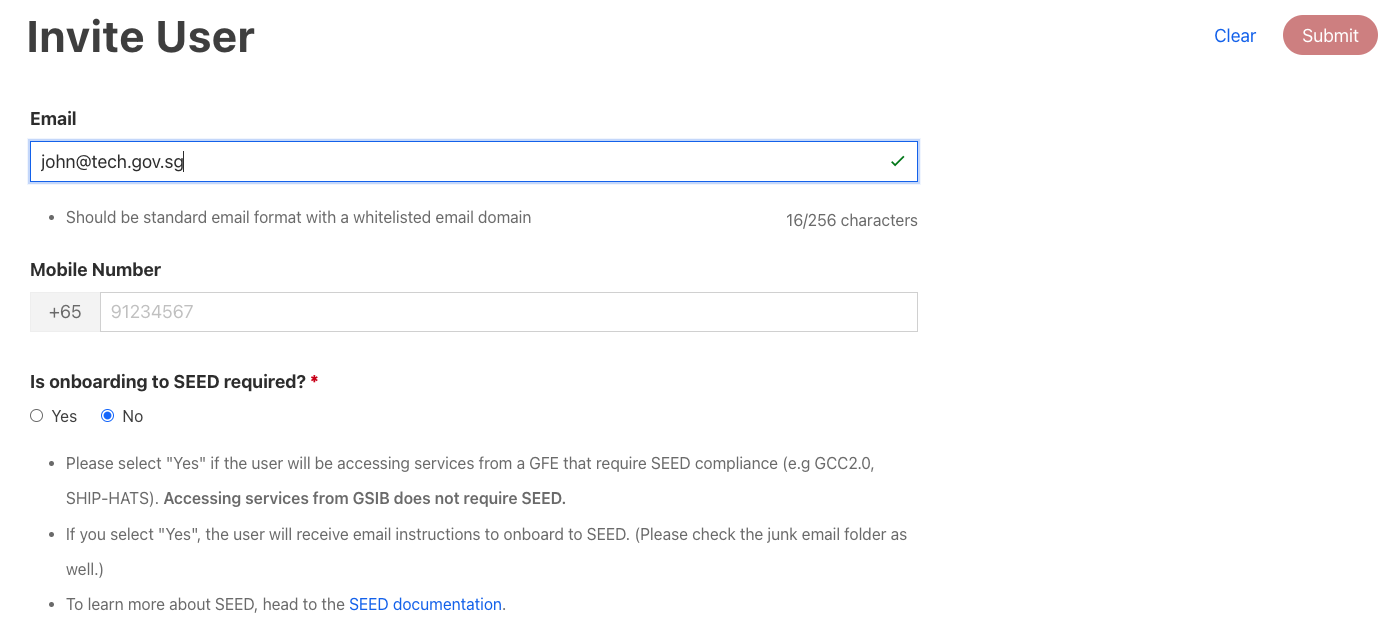 Invite User
Clear
Submit
Email
john@tech.gov.sg
Should be standard email format with a whitelisted email domain
16/256 characters
Mobile Number
+65
91234567
Is onboarding to SEED required? *
Yes
No
Please select "Yes" if the user will be accessing services from a GFE that require SEED compliance (e.g GCC2.0,
SHIP-HATS). Accessing services from GSIB does not require SEED.
If you select "Yes", the user will receive email instructions to onboard to SEED. (Please check the junk email folder as
well.)
To learn more about SEED, head to the SEED documentation.